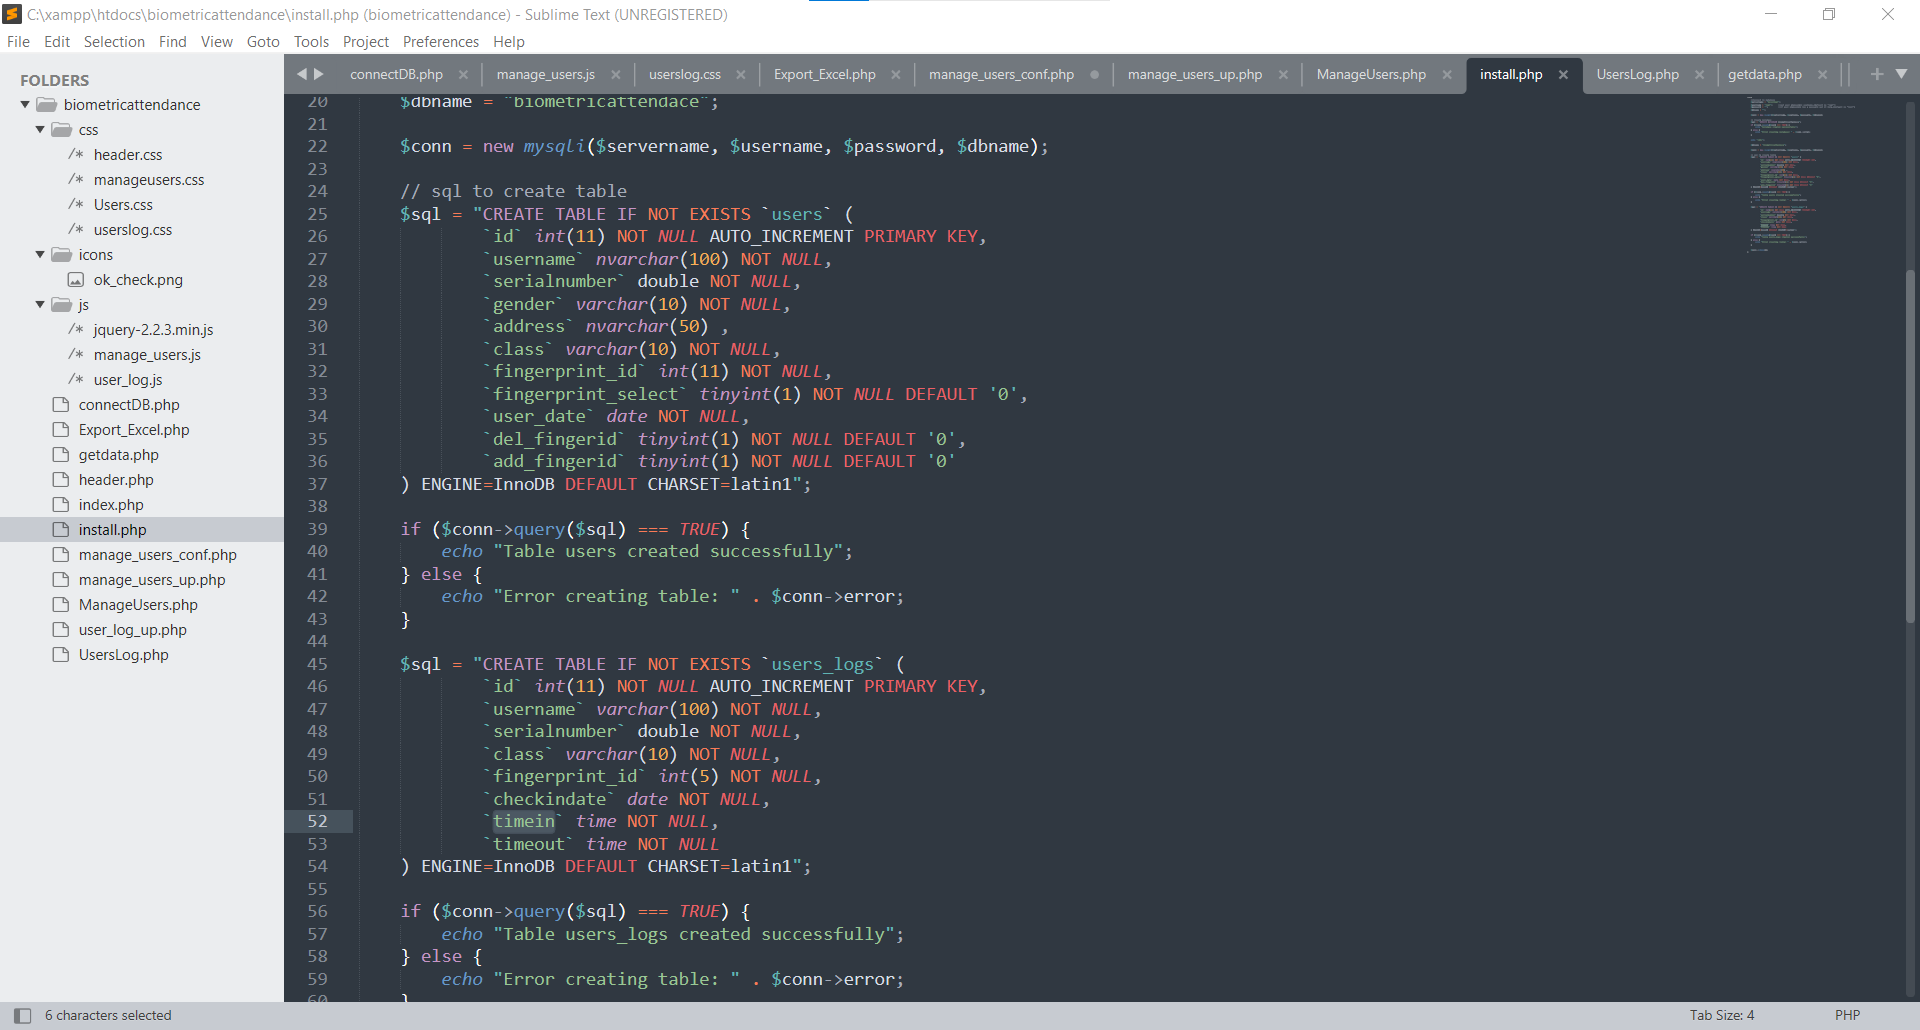 C:\xampp\htdocs\biometricattendance\install.php (biometricattendance) - Sublime Text (UNREGISTERED)
File Edit Selection Find View Goto Tools Project Preferences Help
FOLDERS
biometricattendance
css
/* header.css
/* manageusers.css
/* Users.css
/* userslog.css
icons
ok_check.png
js
/* jquery-2.2.3.min.js
/* manage_users.js
/* user_log.js
connectDB.php
Export_Excel.php
getdata.php
header.php
index.php
install.php
manage_users_conf.php
manage_users_up.php
ManageUsers.php
user_log_up.php
UsersLog.php
connectDB.php × manage_users.js × userslog.css × Export_Excel.php × manage_users_conf.php ● manage_users_up.php × ManageUsers.php × install.php × UsersLog.php × getdata.php × + ▼
20 $dbname = "biometricattendace";
21
22 $conn = new mysqli($servername, $username, $password, $dbname);
23
24 // sql to create table
25 $sql = "CREATE TABLE IF NOT EXISTS `users` (
26 `id` int(11) NOT NULL AUTO_INCREMENT PRIMARY KEY,
27 `username` nvarchar(100) NOT NULL,
28 `serialnumber` double NOT NULL,
29 `gender` varchar(10) NOT NULL,
30 `address` nvarchar(50) ,
31 `class` varchar(10) NOT NULL,
32 `fingerprint_id` int(11) NOT NULL,
33 `fingerprint_select` tinyint(1) NOT NULL DEFAULT '0',
34 `user_date` date NOT NULL,
35 `del_fingerid` tinyint(1) NOT NULL DEFAULT '0',
36 `add_fingerid` tinyint(1) NOT NULL DEFAULT '0'
37 ) ENGINE=InnoDB DEFAULT CHARSET=latin1";
38
39 if ($conn->query($sql) === TRUE) {
40 echo "Table users created successfully";
41 } else {
42 echo "Error creating table: " . $conn->error;
43 }
44
45 $sql = "CREATE TABLE IF NOT EXISTS `users_logs` (
46 `id` int(11) NOT NULL AUTO_INCREMENT PRIMARY KEY,
47 `username` varchar(100) NOT NULL,
48 `serialnumber` double NOT NULL,
49 `class` varchar(10) NOT NULL,
50 `fingerprint_id` int(5) NOT NULL,
51 `checkindate` date NOT NULL,
52 `timein` time NOT NULL,
53 `timeout` time NOT NULL
54 ) ENGINE=InnoDB DEFAULT CHARSET=latin1";
55
56 if ($conn->query($sql) === TRUE) {
57 echo "Table users_logs created successfully";
58 } else {
59 echo "Error creating table: " . $conn->error;
60 }
6 characters selected
Tab Size: 4 PHP